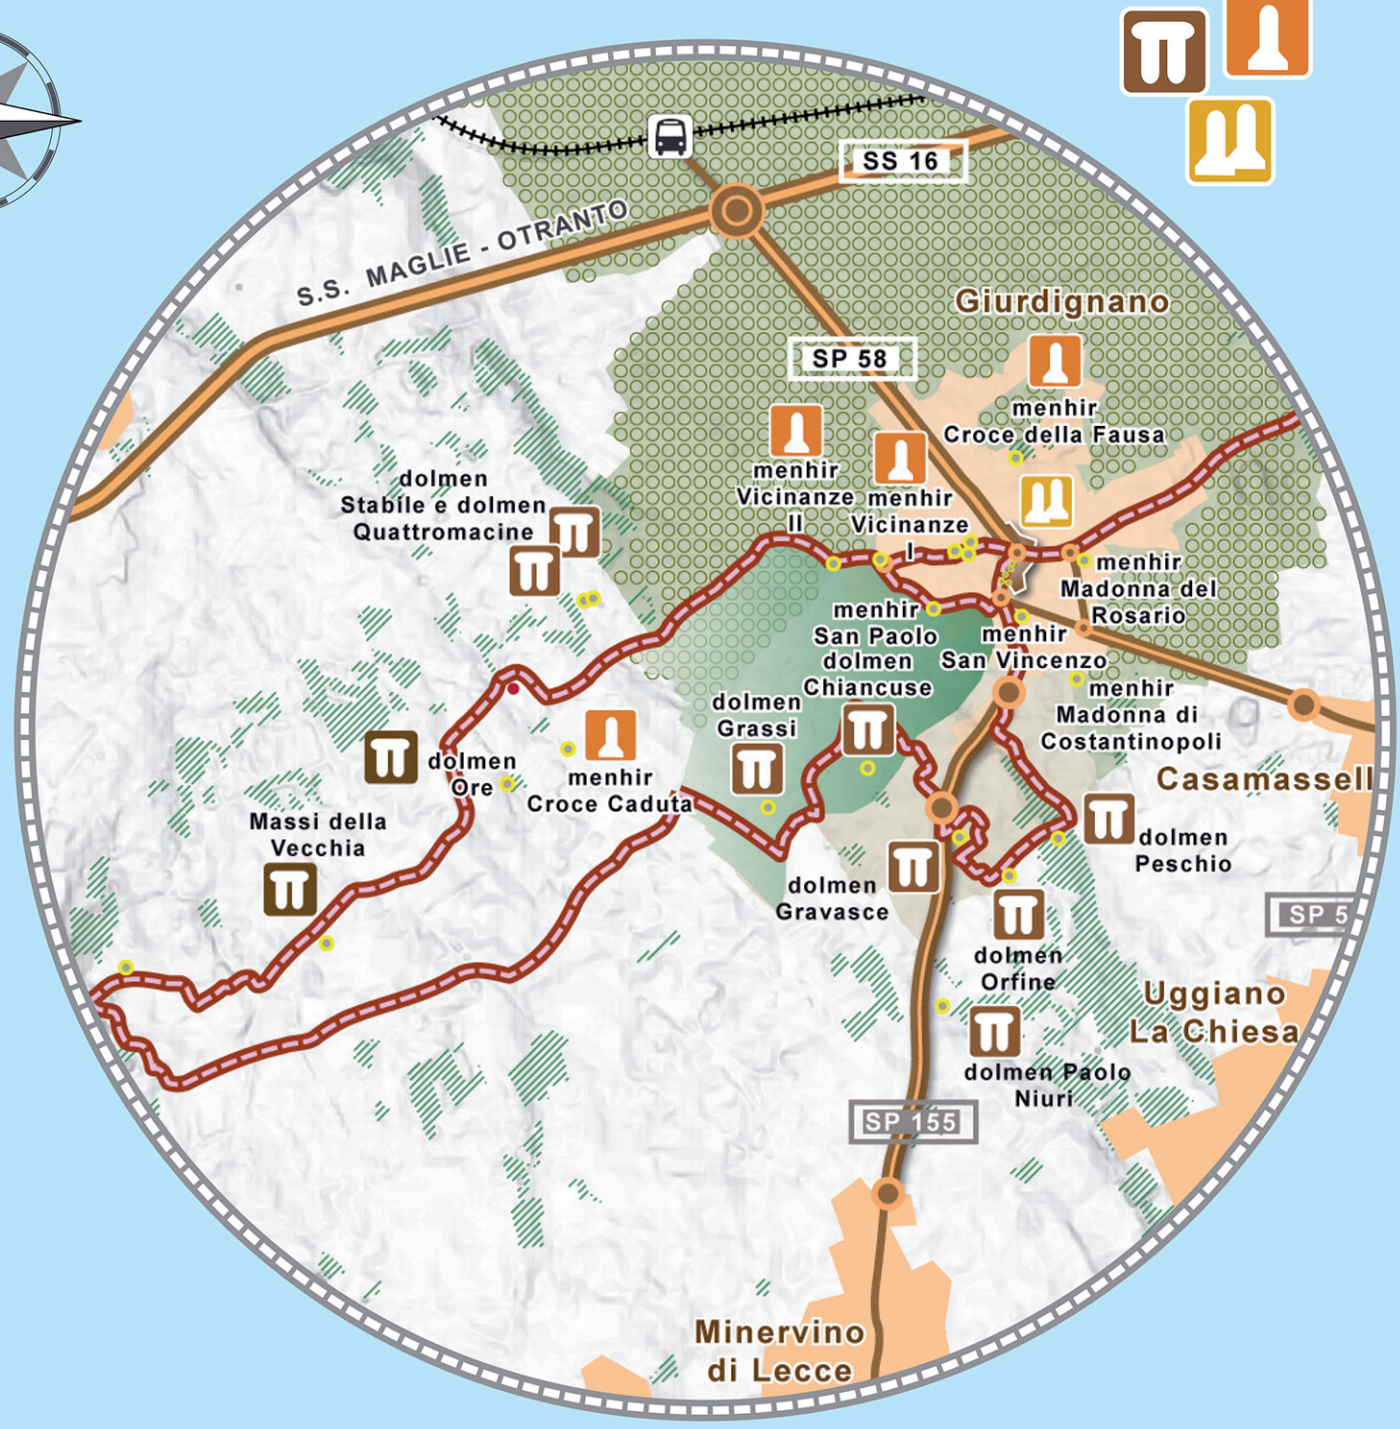 SS 16
S.S. MAGLIE - OTRANTO
Giurdignano
SP 58
menhir
Croce della Fausa
menhir
Vicinanze
II
menhir
Vicinanze
I
dolmen
Stabile e dolmen
Quattromacine
menhir
Madonna del
Rosario
menhir
San Paolo
menhir
San Vincenzo
dolmen
Chiancuse
dolmen
Grassi
menhir
Madonna di
Costantinopoli
dolmen
Ore
menhir
Croce Caduta
Casamassell
Massi della
Vecchia
dolmen
Peschio
dolmen
Gravasce
SP 5
dolmen
Orfine
Uggiano
La Chiesa
dolmen Paolo
Niuri
SP 155
Minervino
di Lecce